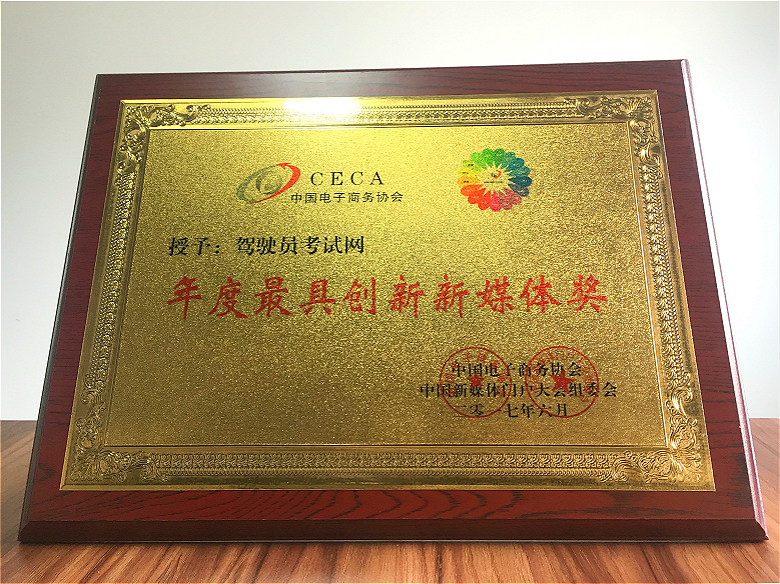 CECA
中国电子商务协会
授予：驾驶员考试网
年度最具创新新媒体奖
中国电子商务协会
中国新媒体门户大会组委会
二零一七年六月